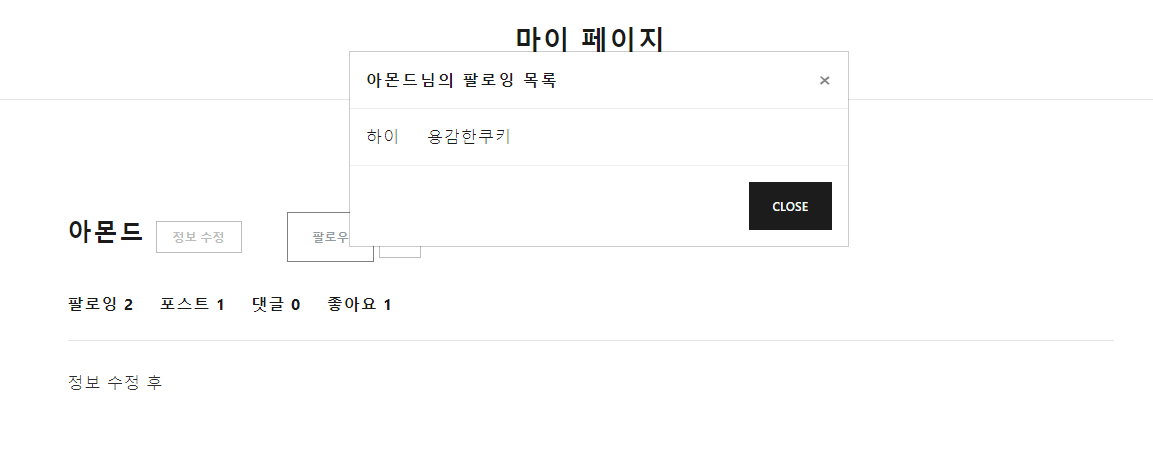 마이 페이지
아몬드님의 팔로잉 목록 ×
하이 용감한쿠키
CLOSE
아몬드 정보 수정 팔로우
팔로잉 2 포스트 1 댓글 0 좋아요 1
정보 수정 후